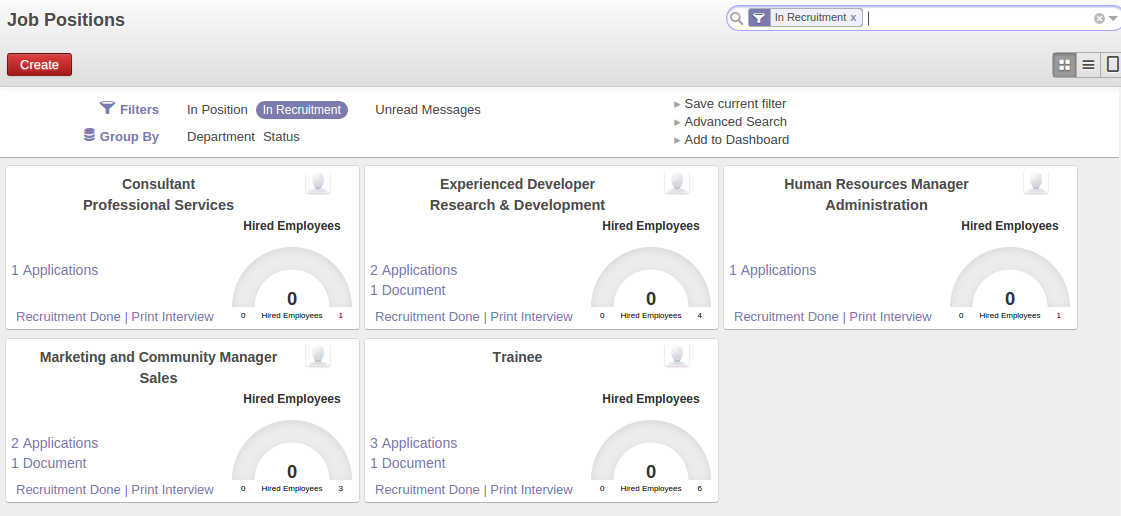 Job Positions
In Recruitment x
Create
Filters In Position In Recruitment Unread Messages
Group By Department Status
Save current filter
Advanced Search
Add to Dashboard
Consultant
Professional Services
Hired Employees
1 Applications
0
0 Hired Employees 1
Recruitment Done | Print Interview
Experienced Developer
Research & Development
Hired Employees
2 Applications
1 Document
0
0 Hired Employees 4
Recruitment Done | Print Interview
Human Resources Manager
Administration
Hired Employees
1 Applications
0
0 Hired Employees 1
Recruitment Done | Print Interview
Marketing and Community Manager
Sales
Hired Employees
2 Applications
1 Document
0
0 Hired Employees 3
Recruitment Done | Print Interview
Trainee
Hired Employees
3 Applications
1 Document
0
0 Hired Employees 6
Recruitment Done | Print Interview